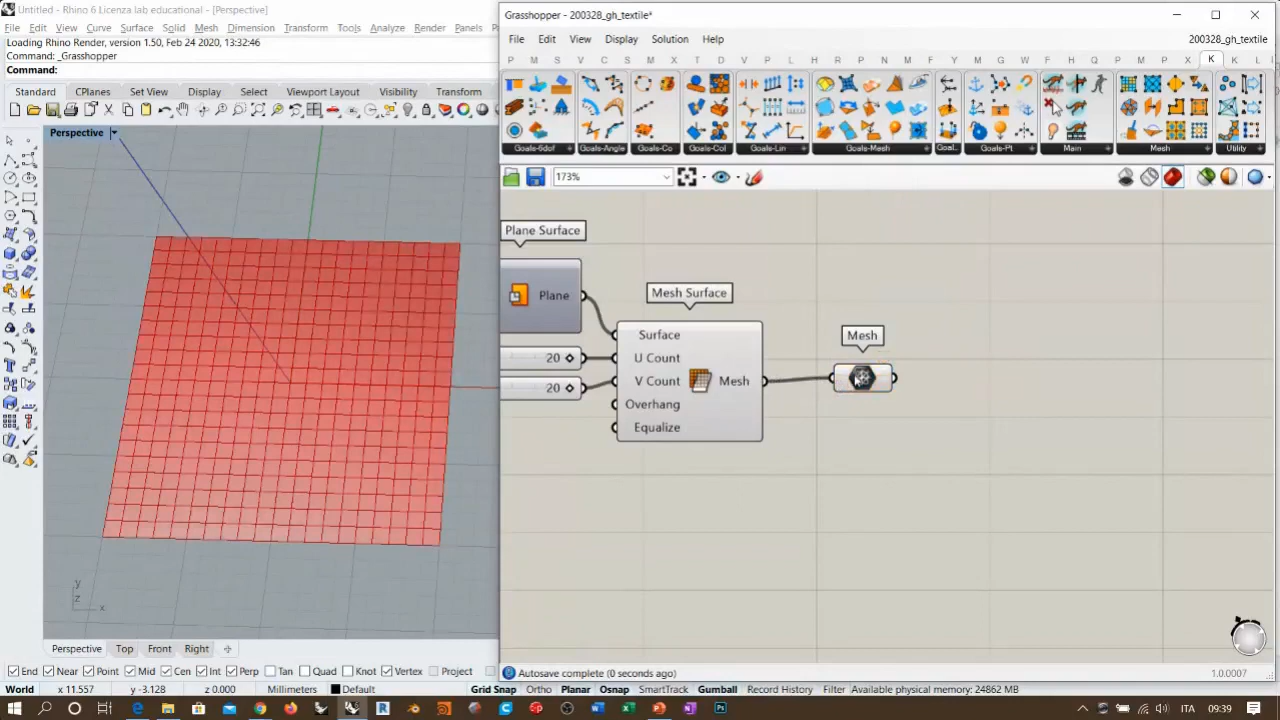 Untitled - Rhino 6 Licenza lab educational - [Perspective]
File Edit View Curve Surface Solid Mesh Dimension Transform Tools Analyze Render Panels
Loading Rhino Render, version 1.50, Feb 24 2020, 13:32:46
Command: _Grasshopper
Command:
Standard CPlanes Set View Display Select Viewport Layout Visibility Transform
Perspective
y
z x
Perspective Top Front Right
End Near Point Mid Cen Int Perp Tan Quad Knot Vertex Project
World x 11.557 y -3.128 z 0.000 Millimeters Default Grid Snap Ortho Planar Osnap SmartTrack Gumball Record History Filter Available physical memory: 24862 MB
Grasshopper - 200328_gh_textile*
File Edit View Display Solution Help 200328_gh_textile*
P M S V C S M X T D V P L H R P M N M L P T W F K E U L
Goals-6dof Goals-Angle Goals-Co Goals-Col Goals-Lin Goals-Mesh Goal.. Goals-Pt Main Mesh Utility
173%
Plane Surface
Plane
Mesh Surface
Surface
U Count
V Count
Overhang
Equalize
Mesh
20
20
Mesh
Autosave complete (0 seconds ago) 1.0.0007
ITA 09:39